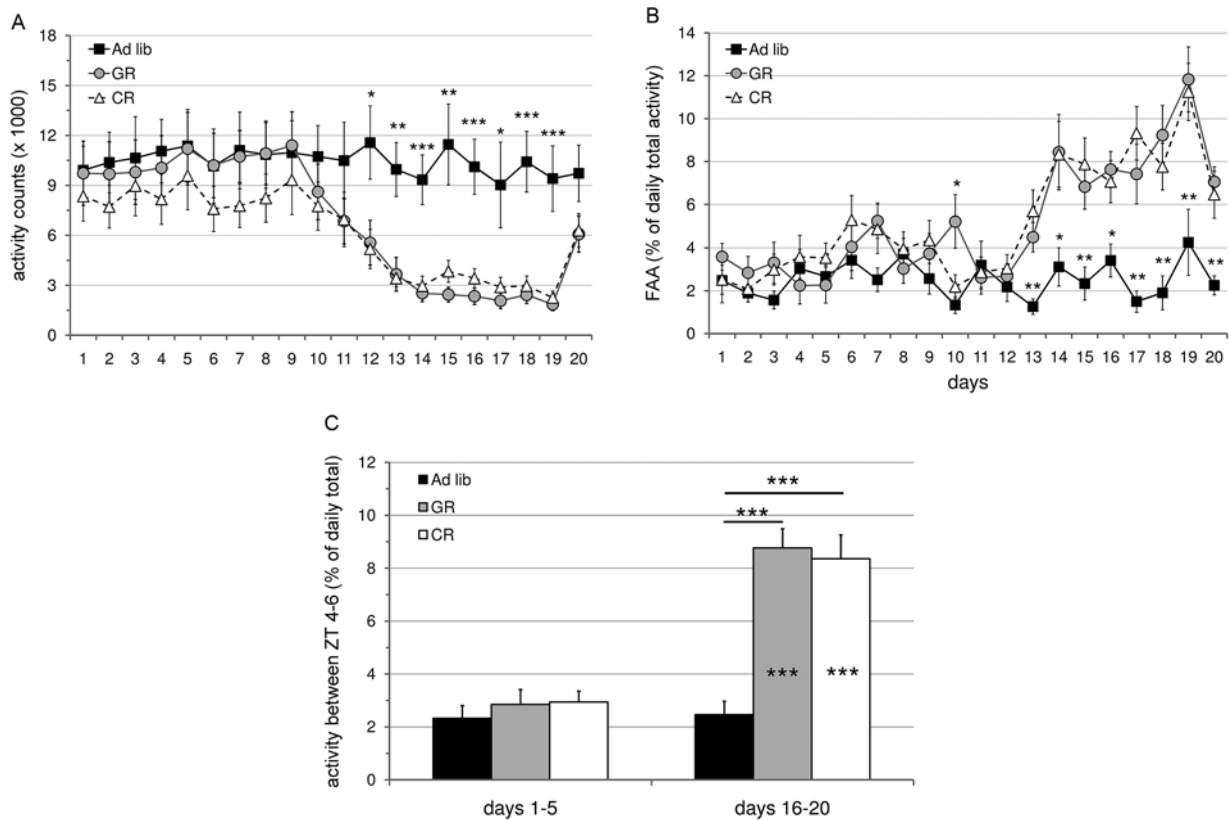 A
activity counts (x 1000)
18
15
12
9
6
3
0
Ad lib
GR
CR
* ** *** ** *** * *** ***
1 2 3 4 5 6 7 8 9 10 11 12 13 14 15 16 17 18 19 20
B
FAA (% of daily total activity)
14
12
10
8
6
4
2
0
Ad lib
GR
CR
* ** * ** * ** ** ** **
1 2 3 4 5 6 7 8 9 10 11 12 13 14 15 16 17 18 19 20
days
C
activity between ZT 4-6 (% of daily total)
12
10
8
6
4
2
0
Ad lib
GR
CR
***
***
*** ***
days 1-5 days 16-20